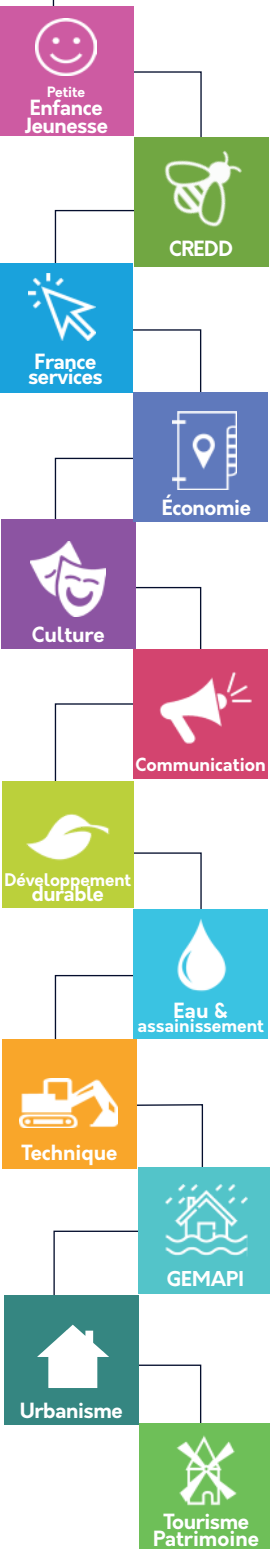 Petite
Enfance
Jeunesse
CREDD
France
services
Économie
Culture
Communication
Développement
durable
Eau &
assainissement
Technique
GEMAPI
Urbanisme
Tourisme
Patrimoine